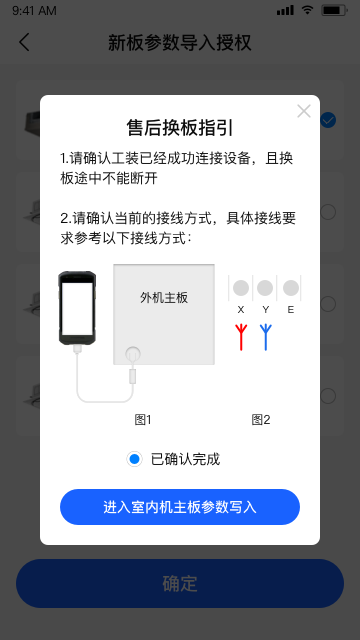 9:41 AM
新板参数导入授权
售后换板指引
1.请确认工装已经成功连接设备，且换
板途中不能断开
2.请确认当前的接线方式，具体接线要
求参考以下接线方式：
外机主板
X Y E
图1 图2
已确认完成
进入室内机主板参数写入
确定